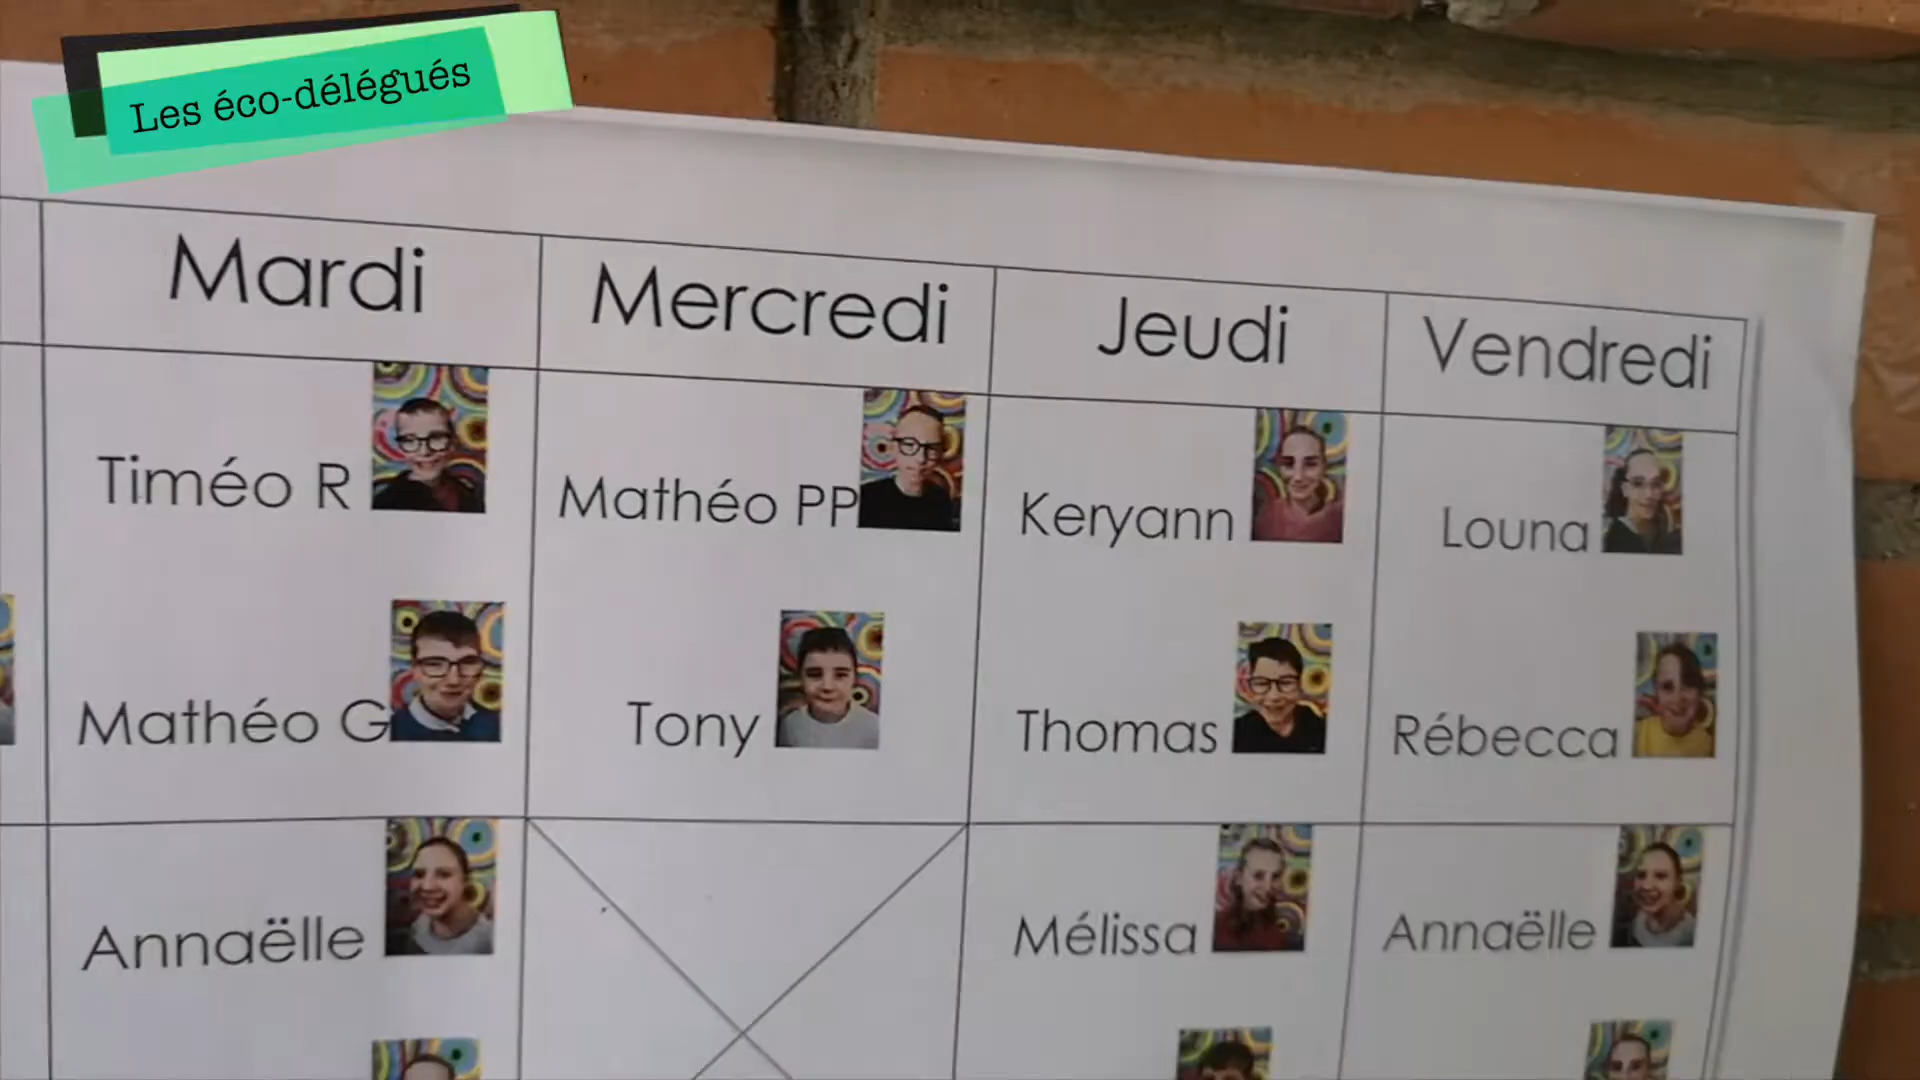 Les éco-délégués
Mardi Mercredi Jeudi Vendredi
Timéo R Mathéo PP Keryann Louna
Mathéo G Tony Thomas Rébecca
Annaëlle Mélissa Annaëlle